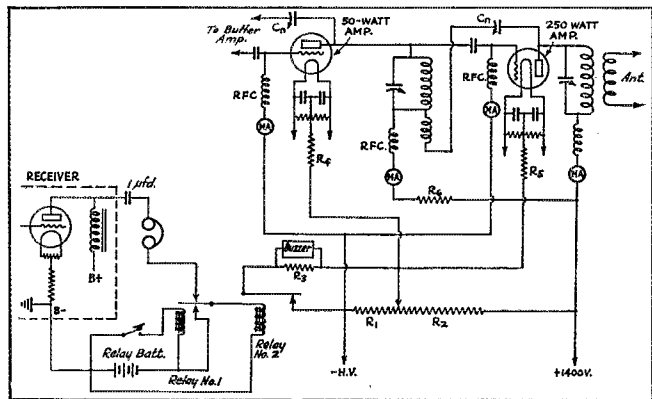 Cn
50-WATT
AMP.
Cn
250 WATT
AMP.
To Buffer
Amp.
RFC
MA
R4
RFC.
MA
R6
RFC.
MA
R5
MA
Ant.
RECEIVER
1 µfd.
B+
B-
Buzzer
R3
R1
R2
Relay Batt.
Relay No.1
Relay
No. 2
-H.V.
+1400V.